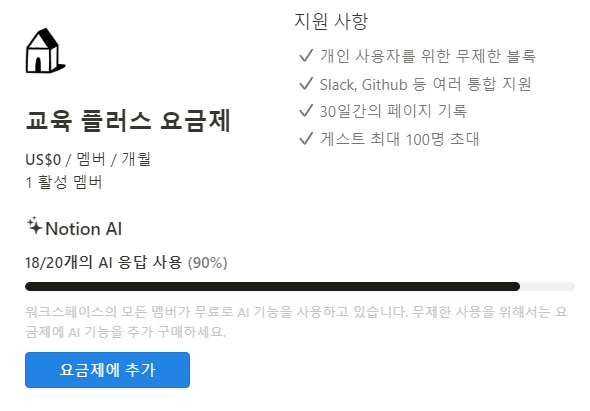 지원 사항
개인 사용자를 위한 무제한 블록
Slack, Github 등 여러 통합 지원
30일간의 페이지 기록
게스트 최대 100명 초대
교육 플러스 요금제
US$0 / 멤버 / 개월
1 활성 멤버
Notion AI
18/20개의 AI 응답 사용 (90%)
워크스페이스의 모든 멤버가 무료로 AI 기능을 사용하고 있습니다. 무제한 사용을 위해서는 요
금제에 AI 기능을 추가 구매하세요.
요금제에 추가